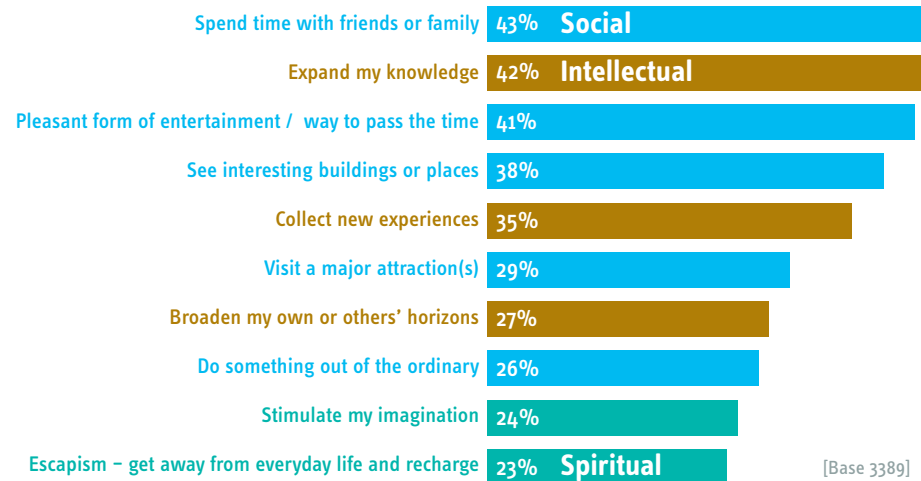 Spend time with friends or family 43% Social
Expand my knowledge 42% Intellectual
Pleasant form of entertainment / way to pass the time 41%
See interesting buildings or places 38%
Collect new experiences 35%
Visit a major attraction(s) 29%
Broaden my own or others’ horizons 27%
Do something out of the ordinary 26%
Stimulate my imagination 24%
Escapism – get away from everyday life and recharge 23% Spiritual [Base 3389]